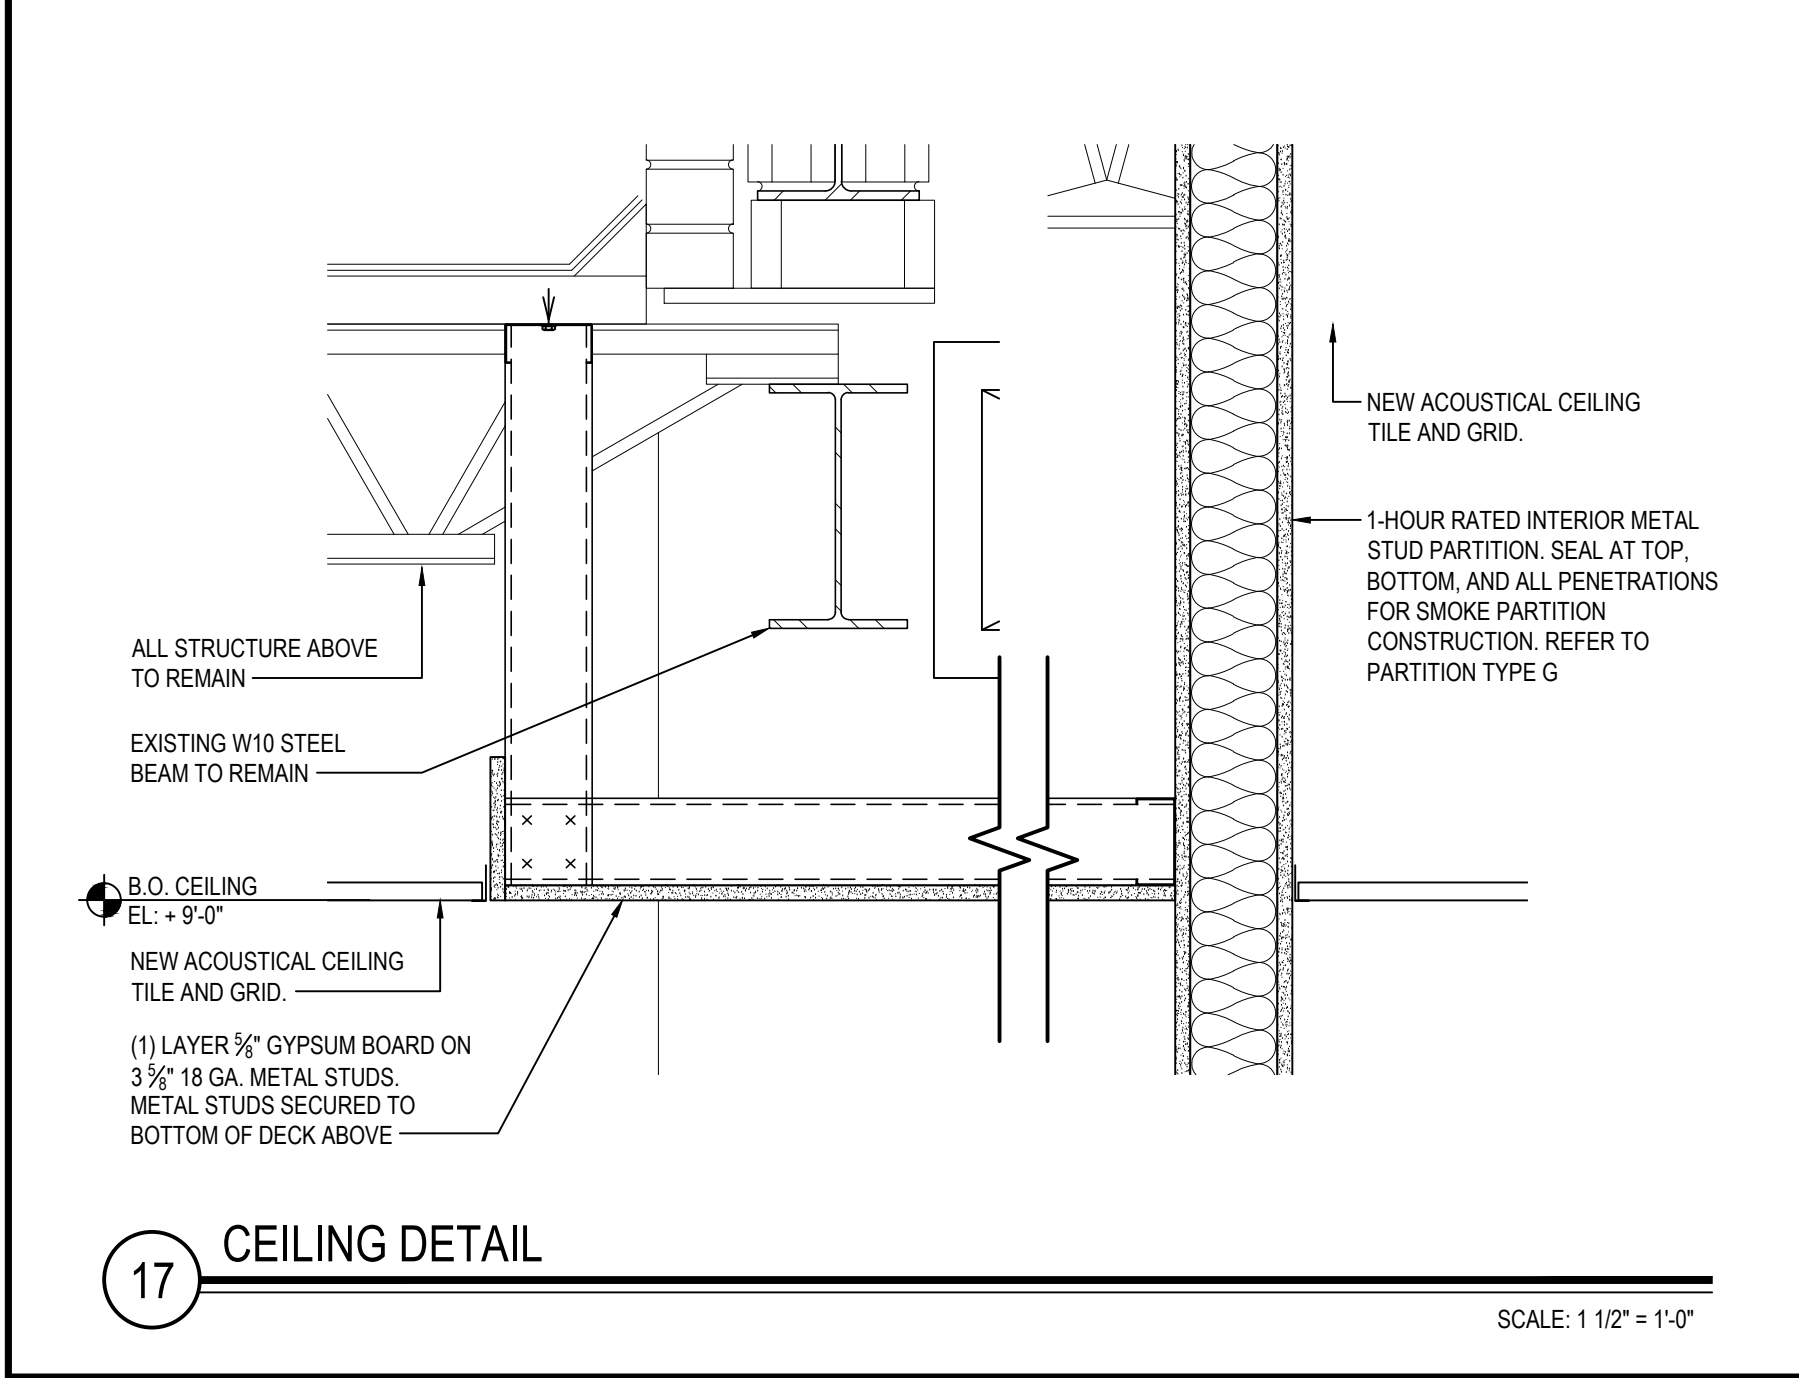 NEW ACOUSTICAL CEILING
TILE AND GRID.
1-HOUR RATED INTERIOR METAL
STUD PARTITION. SEAL AT TOP,
BOTTOM, AND ALL PENETRATIONS
FOR SMOKE PARTITION
CONSTRUCTION. REFER TO
PARTITION TYPE G
ALL STRUCTURE ABOVE
TO REMAIN
EXISTING W10 STEEL
BEAM TO REMAIN
B.O. CEILING
EL: + 9'-0"
NEW ACOUSTICAL CEILING
TILE AND GRID.
(1) LAYER 5⁄8" GYPSUM BOARD ON
3 5⁄8" 18 GA. METAL STUDS.
METAL STUDS SECURED TO
BOTTOM OF DECK ABOVE
17
CEILING DETAIL
SCALE: 1 1/2" = 1'-0"